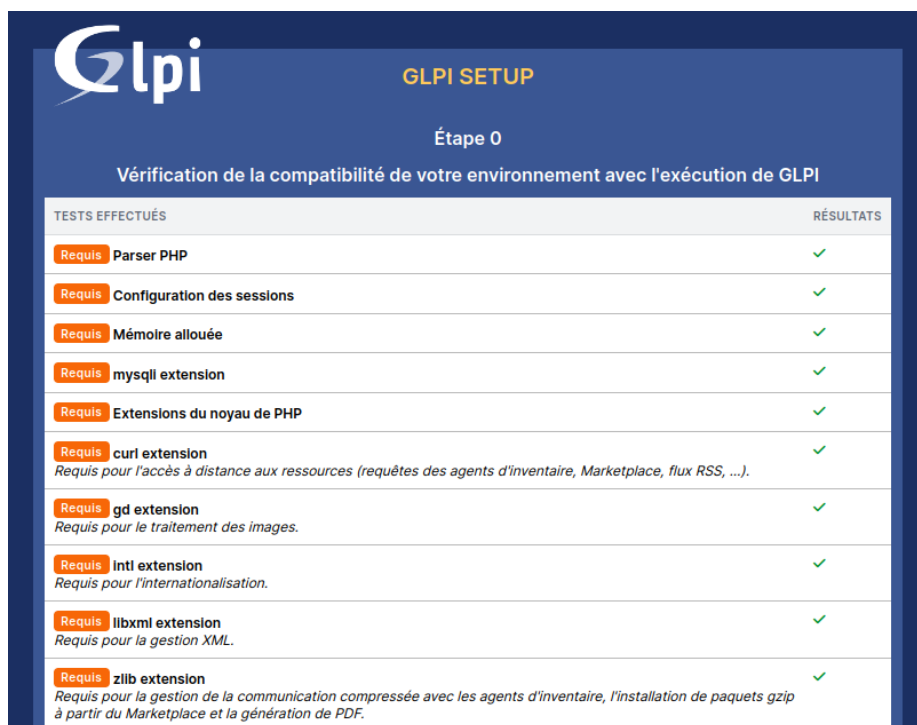 Glpi
GLPI SETUP
Étape 0
Vérification de la compatibilité de votre environnement avec l'exécution de GLPI
TESTS EFFECTUÉS RÉSULTATS
Requis Parser PHP
Requis Configuration des sessions
Requis Mémoire allouée
Requis mysqli extension
Requis Extensions du noyau de PHP
Requis curl extension
Requis pour l'accès à distance aux ressources (requêtes des agents d'inventaire, Marketplace, flux RSS, ...).
Requis gd extension
Requis pour le traitement des images.
Requis intl extension
Requis pour l'internationalisation.
Requis libxml extension
Requis pour la gestion XML.
Requis zlib extension
Requis pour la gestion de la communication compressée avec les agents d'inventaire, l'installation de paquets gzip
à partir du Marketplace et la génération de PDF.